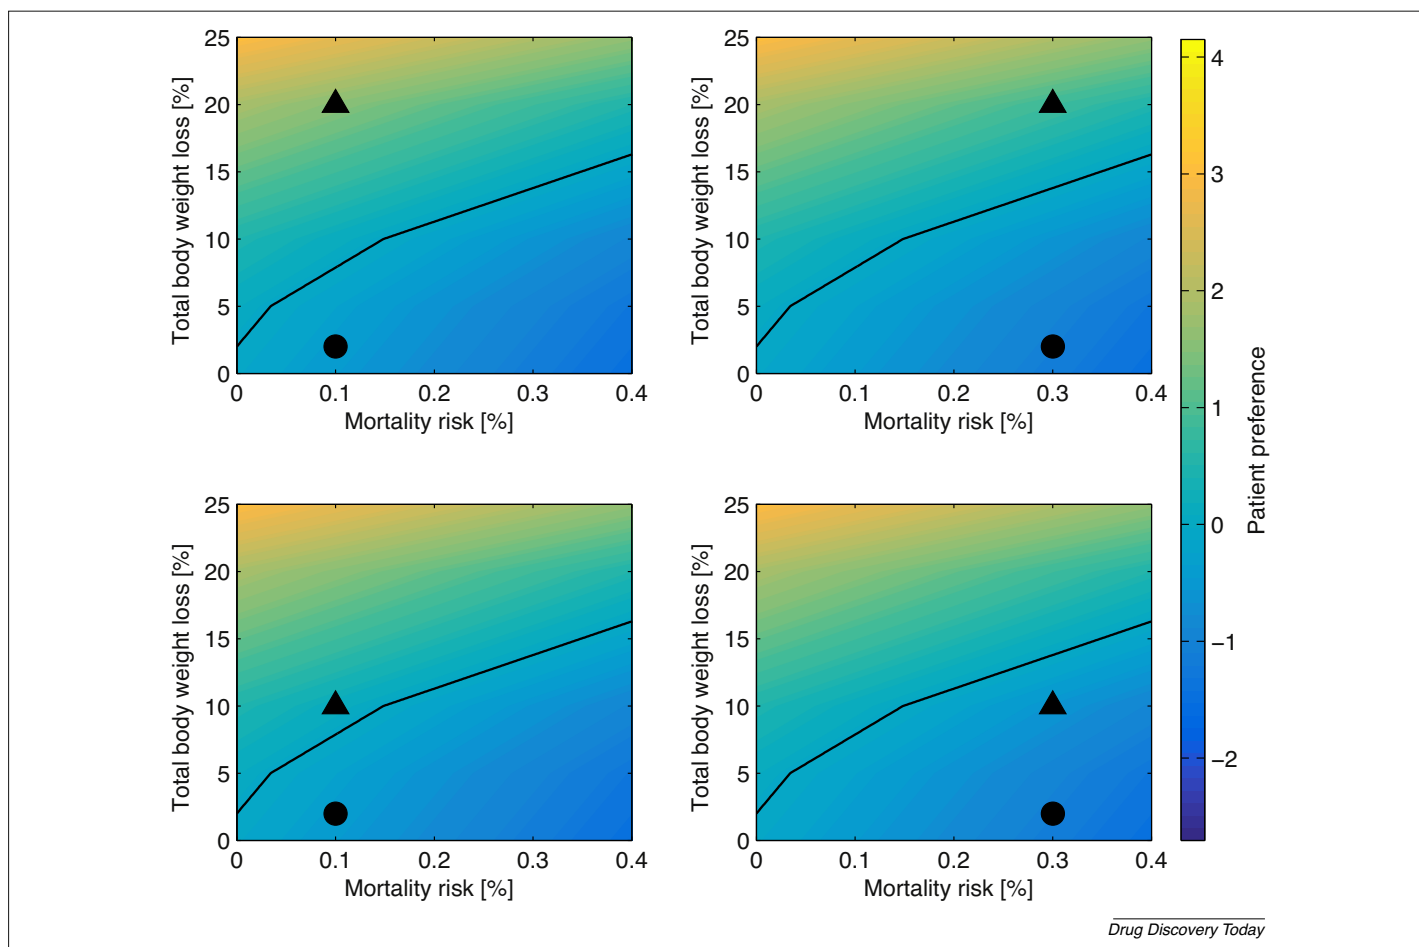 25
20
15
10
5
0
Total body weight loss [%]
0 0.1 0.2 0.3 0.4
Mortality risk [%]
25
20
15
10
5
0
Total body weight loss [%]
0 0.1 0.2 0.3 0.4
Mortality risk [%]
25
20
15
10
5
0
Total body weight loss [%]
0 0.1 0.2 0.3 0.4
Mortality risk [%]
25
20
15
10
5
0
Total body weight loss [%]
0 0.1 0.2 0.3 0.4
Mortality risk [%]
4
3
2
1
0
−1
−2
Patient preference
Drug Discovery Today